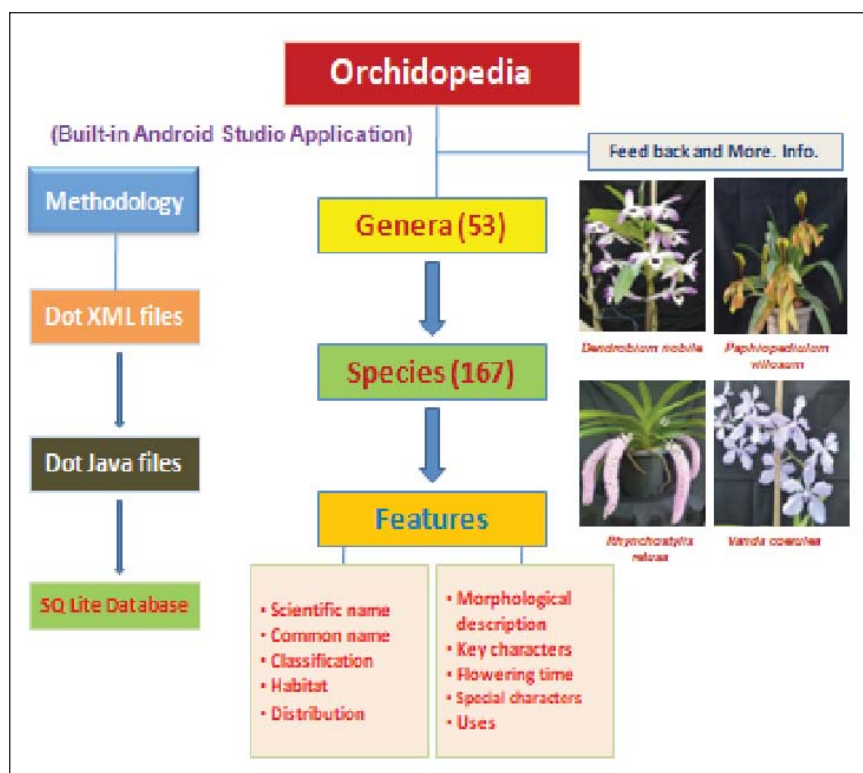 Orchidopedia
(Built-in Android Studio Application)
Feed back and More. Info.
Methodology
Dot XML files
Dot Java files
SQ Lite Database
Genera (53)
Species (167)
Features
• Scientific name
• Common name
• Classification
• Habitat
• Distribution
• Morphological
description
• Key characters
• Flowering time
• Special characters
• Uses
Dendrobium nobile
Paphiopedialum
villosum
Rhynchostylis
retusa
Vanda coerulea